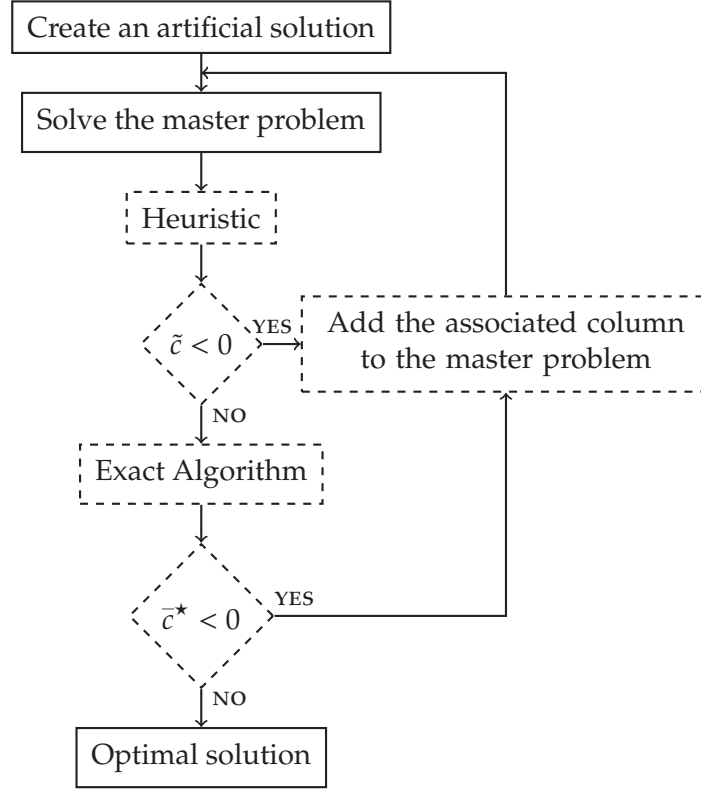 Create an artificial solution
Solve the master problem
Heuristic
c̃ < 0
YES
Add the associated column
to the master problem
NO
Exact Algorithm
c̅★ < 0
YES
NO
Optimal solution